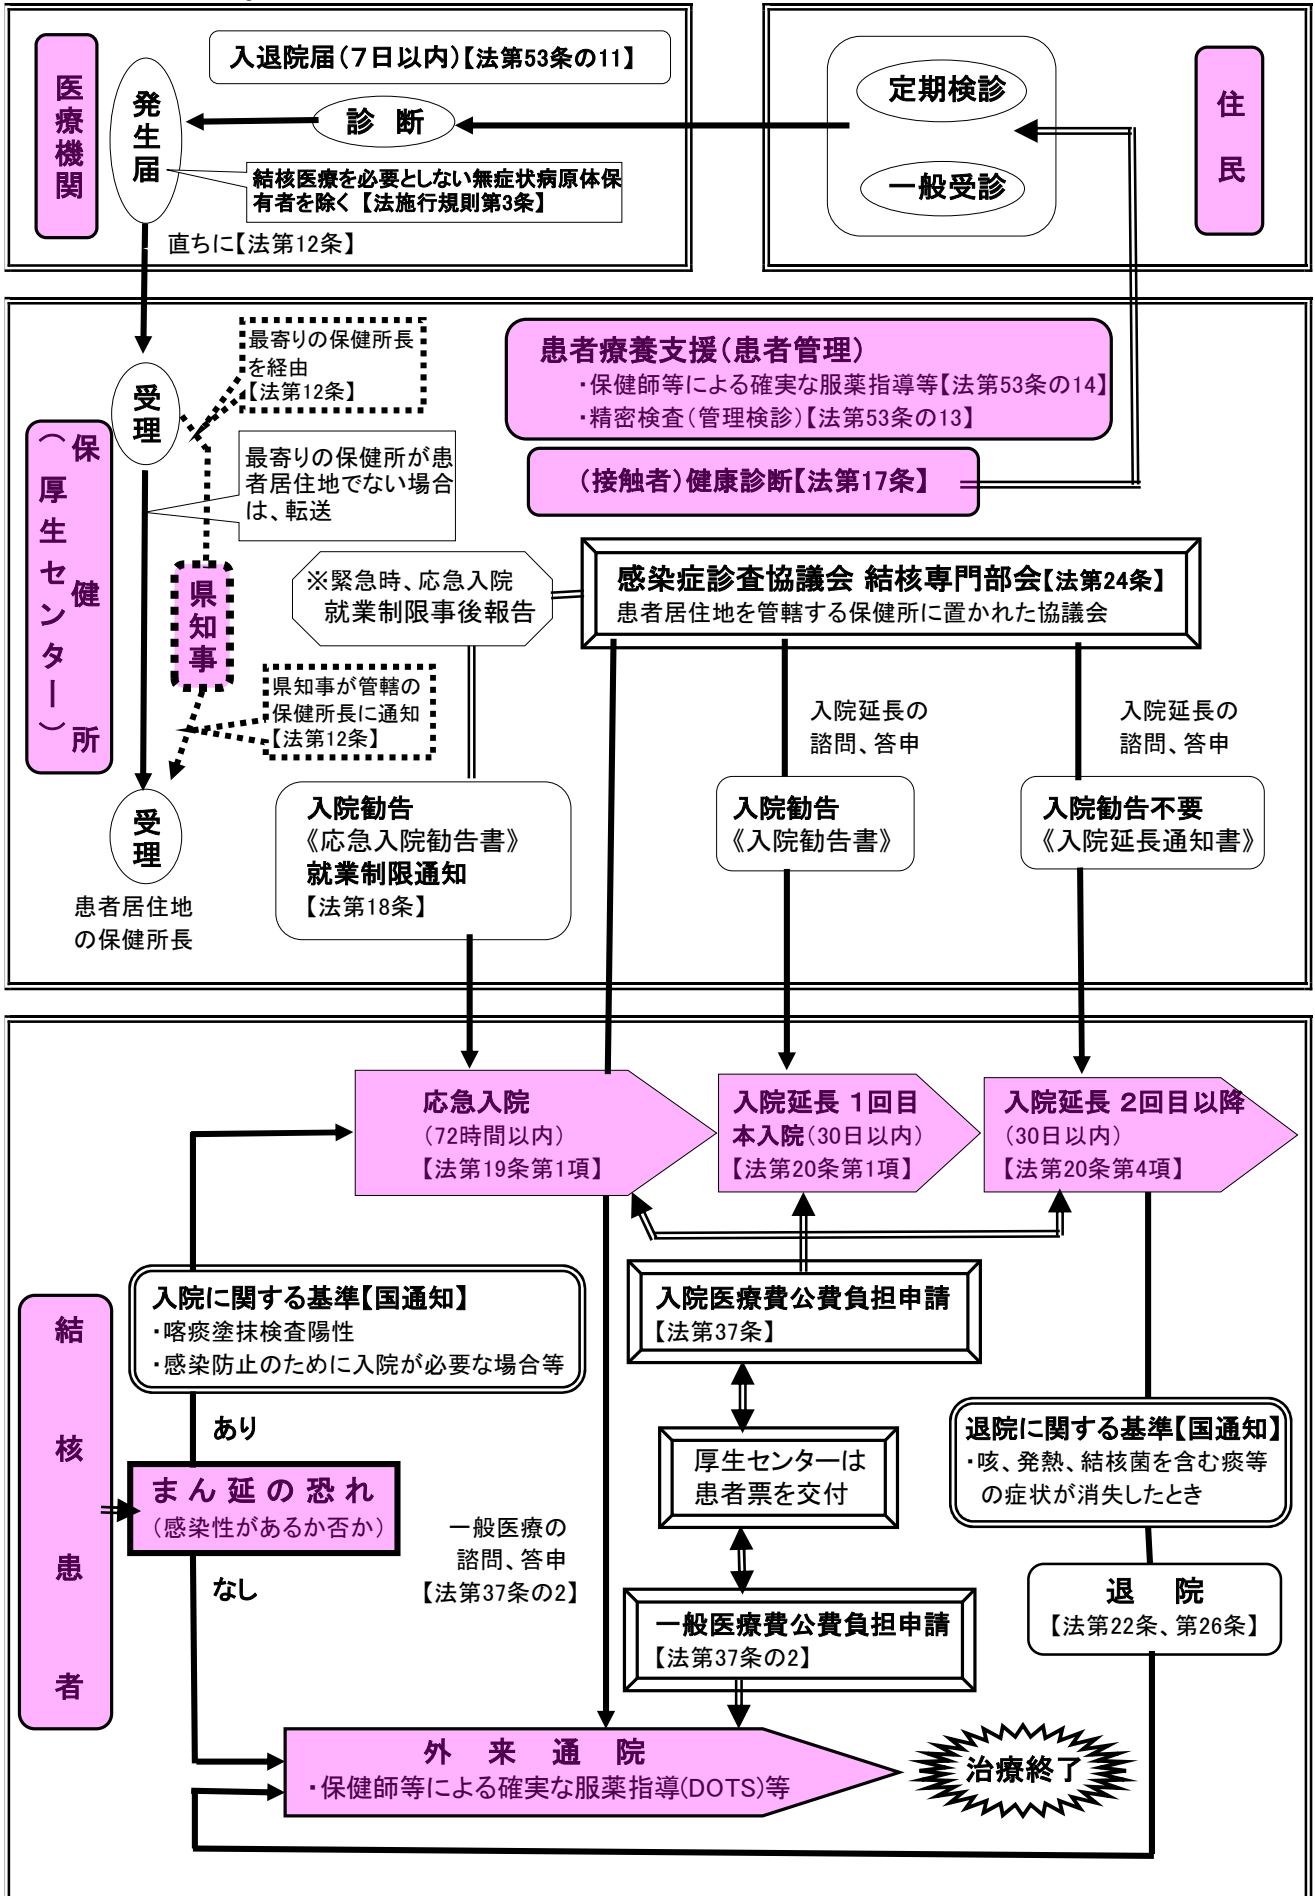 医療機関
発生届
入退院届(7日以内)【法第53条の11】
診 断
結核医療を必要としない無症状病原体保
有者を除く 【法施行規則第3条】
直ちに【法第12条】
定期検診
一般受診
住民
保健所
(厚生センター)
受理
最寄りの保健所長
を経由
【法第12条】
患者療養支援(患者管理)
・保健師等による確実な服薬指導等【法第53条の14】
・精密検査(管理検診)【法第53条の13】
最寄りの保健所が患
者居住地でない場合
は、転送
(接触者)健康診断【法第17条】
県知事
※緊急時、応急入院
就業制限事後報告
感染症診査協議会 結核専門部会【法第24条】
患者居住地を管轄する保健所に置かれた協議会
県知事が管轄の
保健所長に通知
【法第12条】
入院延長の
諮問、答申
入院延長の
諮問、答申
受理
患者居住地
の保健所長
入院勧告
《応急入院勧告書》
就業制限通知
【法第18条】
入院勧告
《入院勧告書》
入院勧告不要
《入院延長通知書》
応急入院
(72時間以内)
【法第19条第1項】
入院延長 1回目
本入院(30日以内)
【法第20条第1項】
入院延長 2回目以降
(30日以内)
【法第20条第4項】
結核患者
入院に関する基準【国通知】
・喀痰塗抹検査陽性
・感染防止のために入院が必要な場合等
あり
まん延の恐れ
(感染性があるか否か)
なし
入院医療費公費負担申請
【法第37条】
厚生センターは
患者票を交付
一般医療の
諮問、答申
【法第37条の2】
一般医療費公費負担申請
【法第37条の2】
退院に関する基準【国通知】
・咳、発熱、結核菌を含む痰等
の症状が消失したとき
退 院
【法第22条、第26条】
外 来 通 院
・保健師等による確実な服薬指導(DOTS)等
治療終了